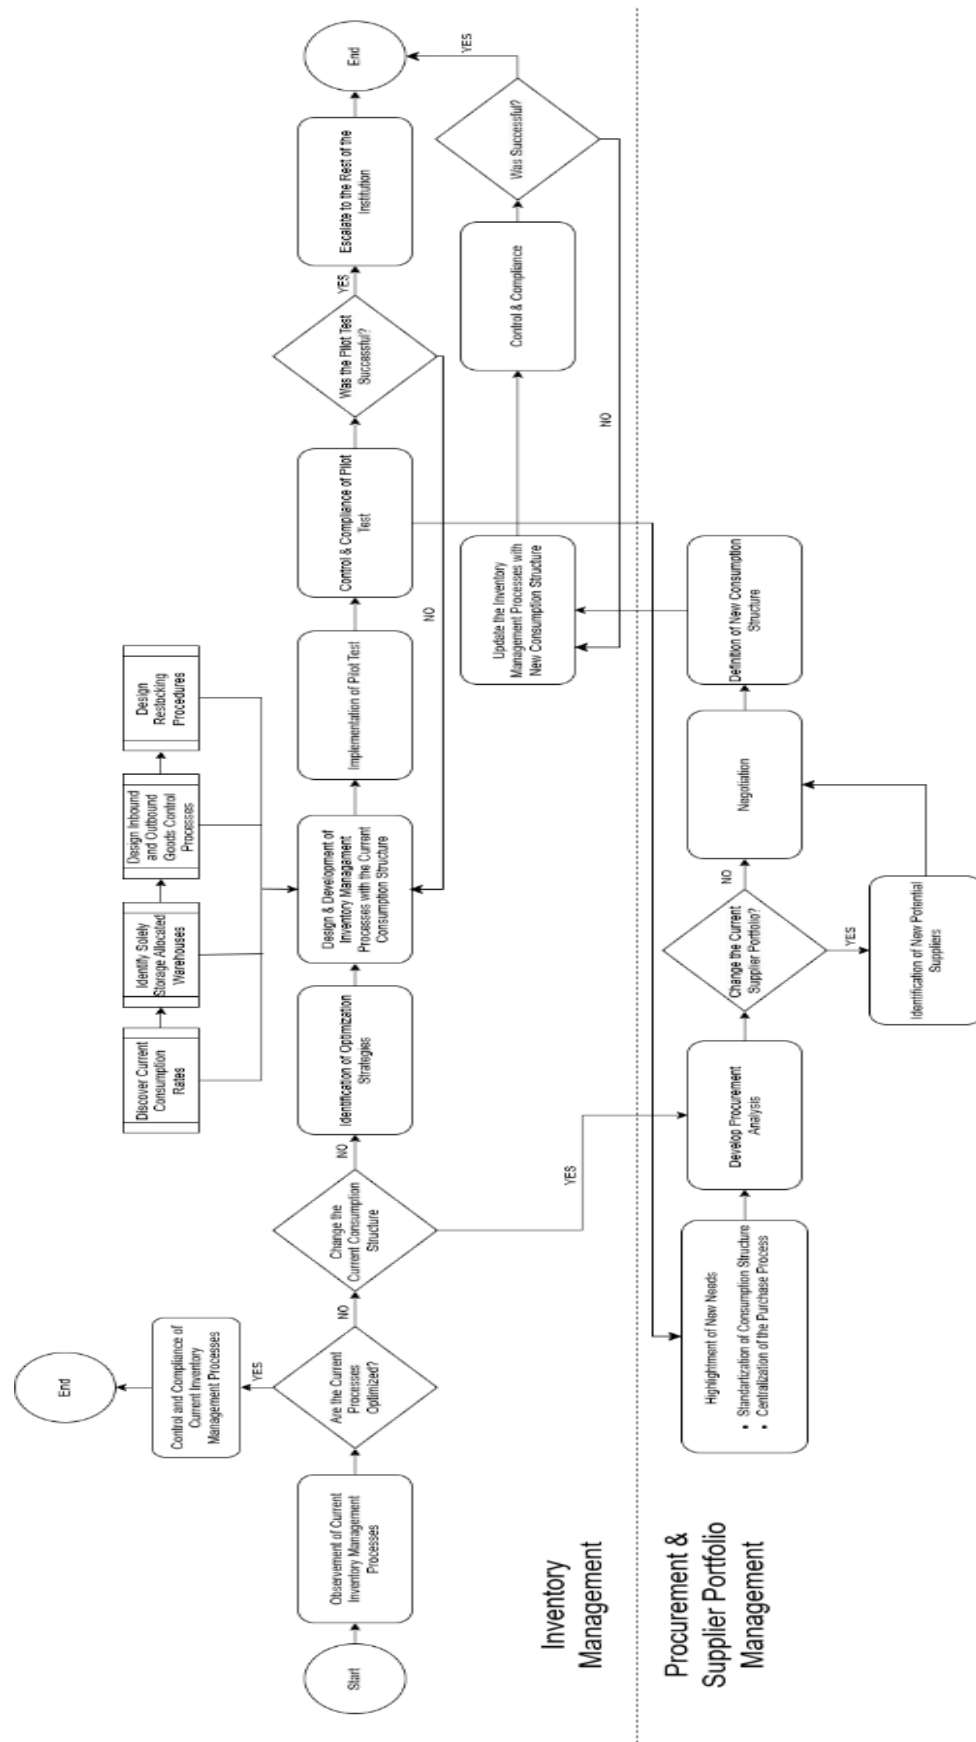 Start
Observement of Current
Inventory Management
Processes
Are the Current
Processes
Optimized?
YES
Control and Compliance of
Current Inventory
Management Processes
End
NO
Change the
Current Consumption
Structure
NO
YES
Identification of Optimization
Strategies
Discover Current
Consumption
Rates
Identify Solely
Storage Allocated
Warehouses
Design Inbound
and Outbound
Goods Control
Processes
Design
Restocking
Procedures
Design & Development of
Inventory Management
Processes with the Current
Consumption Structure
Implementation of Pilot Test
Control & Compliance of Pilot
Test
Was the Pilot Test
Successful?
YES
NO
Escalate to the Rest of the
Institution
End
Update the Inventory
Management Processes with
New Consumption Structure
Control & Compliance
Was Successful?
YES
NO
Inventory
Management
Procurement &
Supplier Portfolio
Management
Highlightment of New Needs
• Standartization of Consumption Structure
• Centralization of the Purchase Process
Develop Procurement
Analysis
Change the Current
Supplier Portfolio?
NO
YES
Identification of New Potential
Suppliers
Negotiation
Definition of New Consumption
Structure